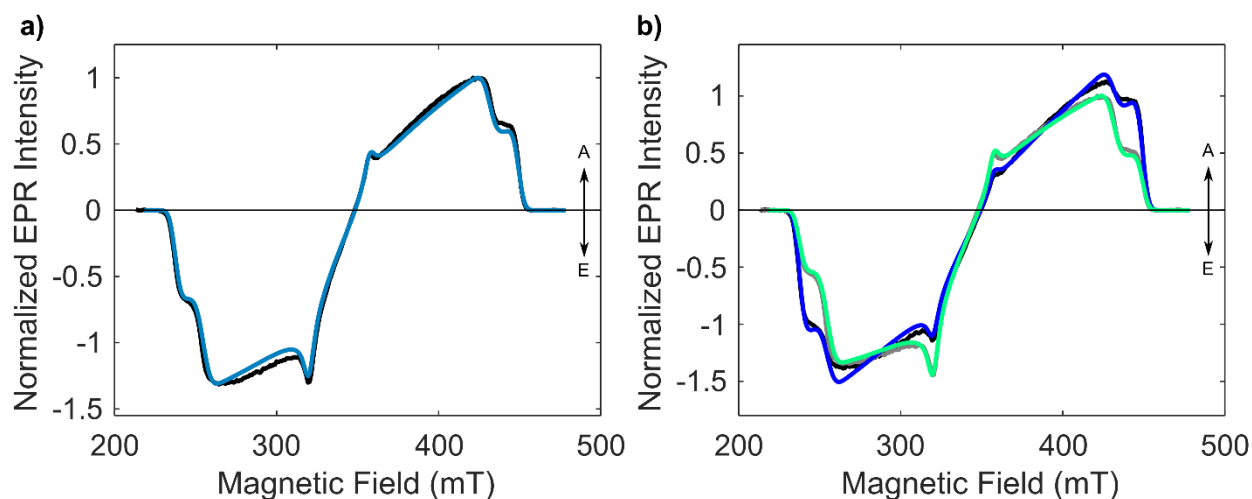 a)
Normalized EPR Intensity
1
0.5
0
-0.5
-1
-1.5
200
300
400
500
Magnetic Field (mT)
A
E
b)
Normalized EPR Intensity
1
0.5
0
-0.5
-1
-1.5
200
300
400
500
Magnetic Field (mT)
A
E